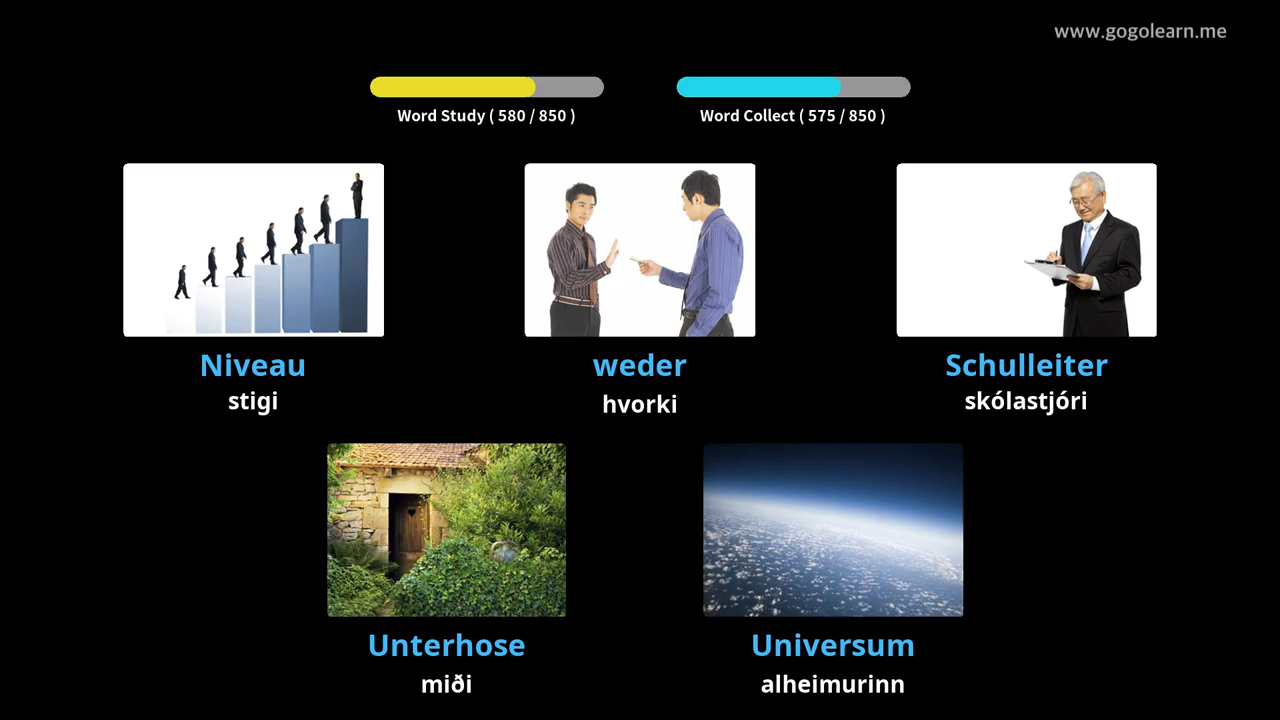 www.gogolearn.me
Word Study ( 580 / 850 )
Word Collect ( 575 / 850 )
Niveau
stigi
weder
hvorki
Schulleiter
skólastjóri
Unterhose
miði
Universum
alheimurinn